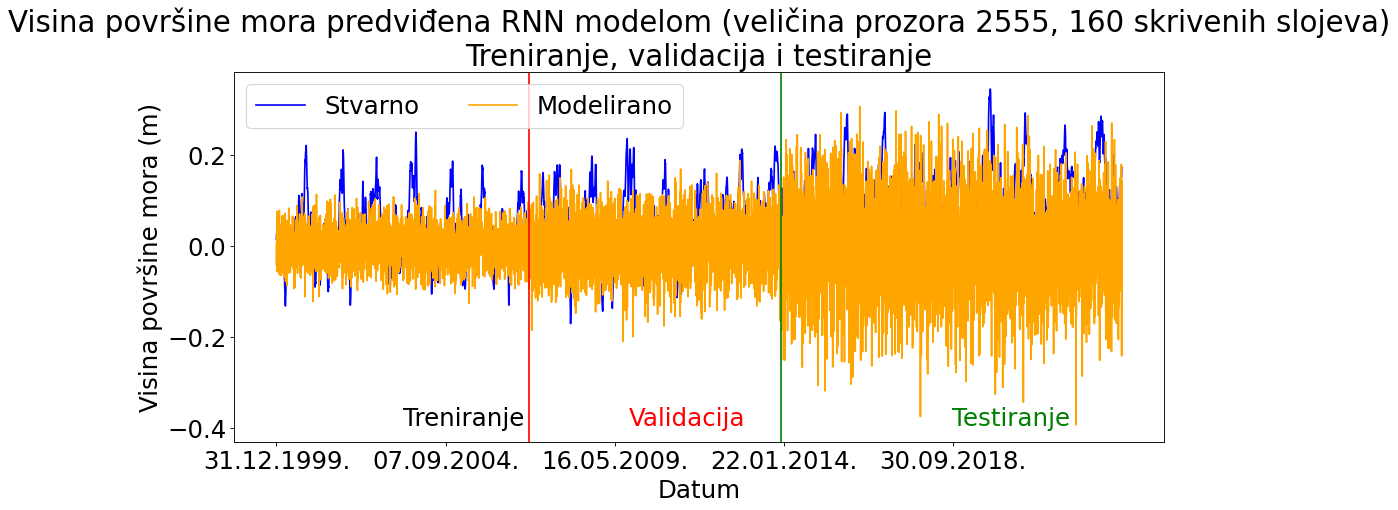 Visina površine mora predviđena RNN modelom (veličina prozora 2555, 160 skrivenih slojeva)
Treniranje, validacija i testiranje
Stvarno
Modelirano
Visina površine mora (m)
0.2
0.0
−0.2
−0.4
Treniranje
Validacija
Testiranje
31.12.1999.
07.09.2004.
16.05.2009.
22.01.2014.
30.09.2018.
Datum